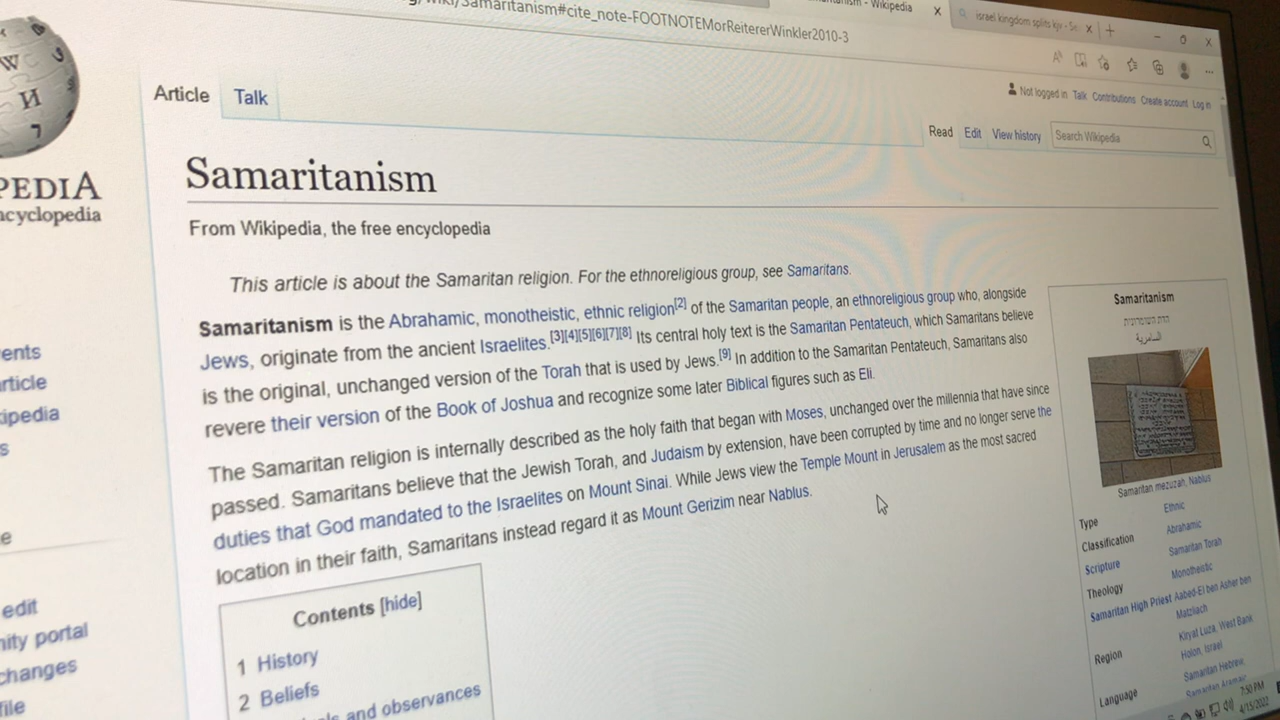 /wiki/Samaritanism#cite_note-FOOTNOTEMorReitererWinkler2010-3
- Wikipedia
israel kingdom splits kjv
Not logged in Talk Contributions Create account Log in
Article Talk
Read Edit View history Search Wikipedia
PEDIA
ncyclopedia
Samaritanism
From Wikipedia, the free encyclopedia
This article is about the Samaritan religion. For the ethnoreligious group, see Samaritans.
Samaritanism is the Abrahamic, monotheistic, ethnic religion[2] of the Samaritan people, an ethnoreligious group who, alongside
Jews, originate from the ancient Israelites.[3][4][5][6][7][8] Its central holy text is the Samaritan Pentateuch, which Samaritans believe
is the original, unchanged version of the Torah that is used by Jews.[9] In addition to the Samaritan Pentateuch, Samaritans also
revere their version of the Book of Joshua and recognize some later Biblical figures such as Eli.
The Samaritan religion is internally described as the holy faith that began with Moses, unchanged over the millennia that have since
passed. Samaritans believe that the Jewish Torah, and Judaism by extension, have been corrupted by time and no longer serve the
duties that God mandated to the Israelites on Mount Sinai. While Jews view the Temple Mount in Jerusalem as the most sacred
location in their faith, Samaritans instead regard it as Mount Gerizim near Nablus.
Contents [hide]
1 History
2 Beliefs
and observances
ents
rticle
ipedia
s
e
edit
nity portal
changes
file
Samaritanism
السامرية
Samaritan mezuzah, Nablus
Type Ethnic
Classification Abrahamic
Scripture Samaritan Torah
Theology Monotheistic
Samaritan High Priest Aabed-El ben Asher ben
Matzliach
Region Kiryat Luza, West Bank
Holon, Israel
Language Samaritan Hebrew,
Samaritan Aramaic
7:50 PM
4/15/2022